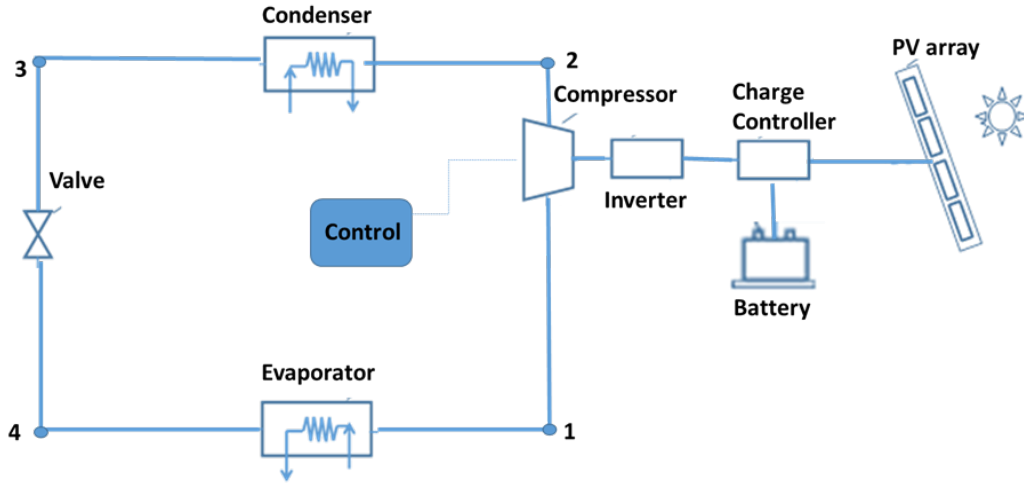 Condenser
3
2
PV array
Compressor
Charge
Controller
Valve
Inverter
Control
Battery
Evaporator
4
1